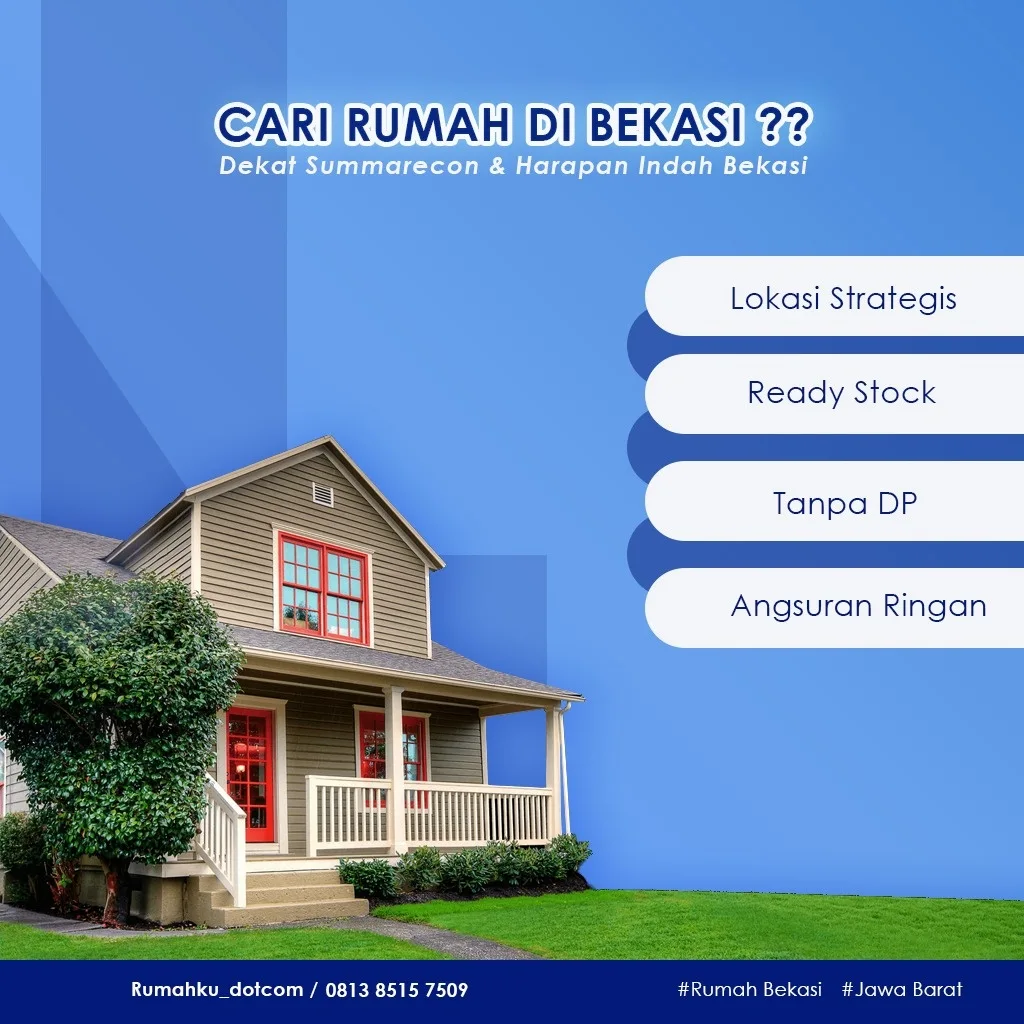 CARI RUMAH DI BEKASI ??
Dekat Summarecon & Harapan Indah Bekasi
Lokasi Strategis
Ready Stock
Tanpa DP
Angsuran Ringan
Rumahku_dotcom / 0813 8515 7509
#Rumah Bekasi #Jawa Barat